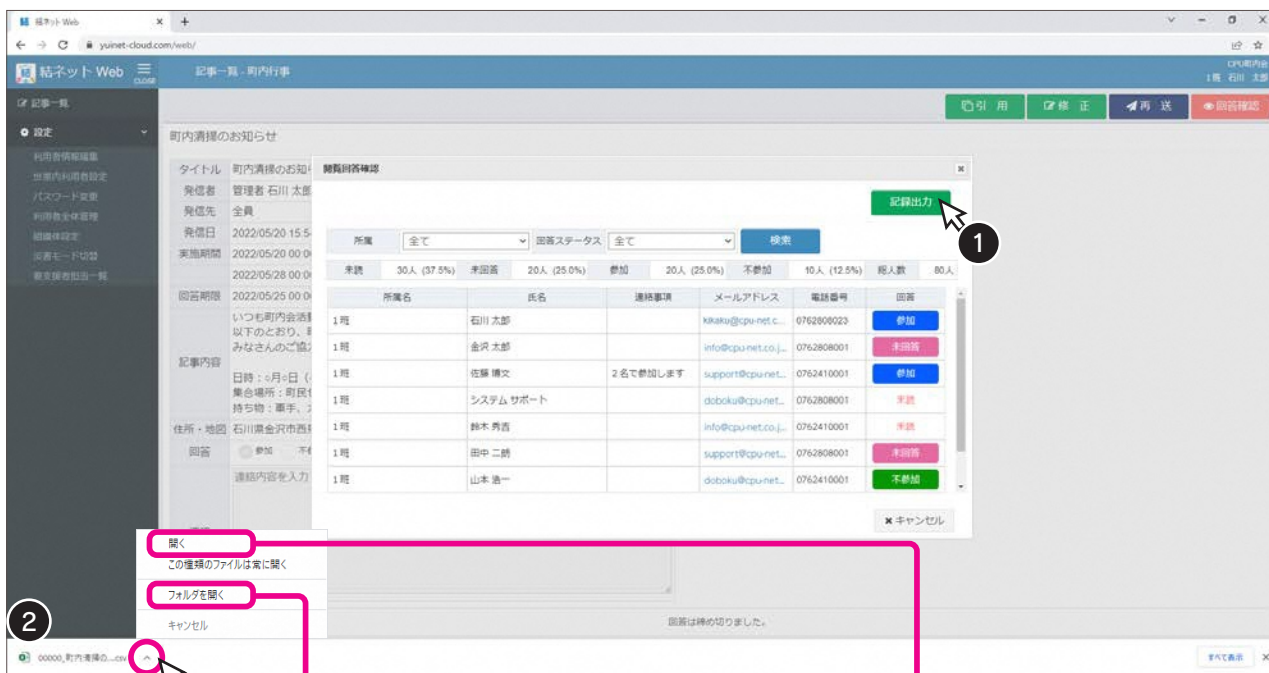 結ネット Web
yuinet-cloud.com/web/
結ネット Web
CLOSE
記事一覧 - 町内行事
CPU町内会
1班 石川 太郎
記事一覧
引 用
修 正
再 送
回答確認
設定
利用者情報編集
世帯内利用者設定
パスワード変更
利用者全体管理
組織体設定
災害モード切替
要支援者担当一覧
町内清掃のお知らせ
タイトル 町内清掃のお知
発信者 管理者 石川 太郎
発信先 全員
発信日 2022/05/20 15:5
実施期間 2022/05/20 00:0
2022/05/28 00:0
回答期限 2022/05/25 00:0
記事内容
いつも町内会活
以下のとおり、
みなさんのご協
日時：○月○日（
集合場所：町民
持ち物：軍手、
住所・地図 石川県金沢市西
回答 参加 不
連絡内容を入力
閲覧回答確認
記録出力
1
所属 全て 回答ステータス 全て 検索
未読 30人 (37.5%) 未回答 20人 (25.0%) 参加 20人 (25.0%) 不参加 10人 (12.5%) 総人数 80人
所属名 氏名 連絡事項 メールアドレス 電話番号 回答
1班 石川 太郎 kikaku@cpu-net.c... 0762808023 参加
1班 金沢 太郎 info@cpu-net.co.j... 0762808001 未回答
1班 佐藤 博文 2名で参加します support@cpu-net... 0762410001 参加
1班 システム サポート doboku@cpu-net... 0762808001 未読
1班 鈴木 秀吉 info@cpu-net.co.j... 0762410001 未読
1班 田中 二朗 support@cpu-net... 0762808001 未回答
1班 山本 浩一 doboku@cpu-net... 0762410001 不参加
キャンセル
開く
この種類のファイルは常に開く
フォルダを開く
キャンセル
2
回答は締め切りました。
00000_町内清掃の....csv
すべて表示